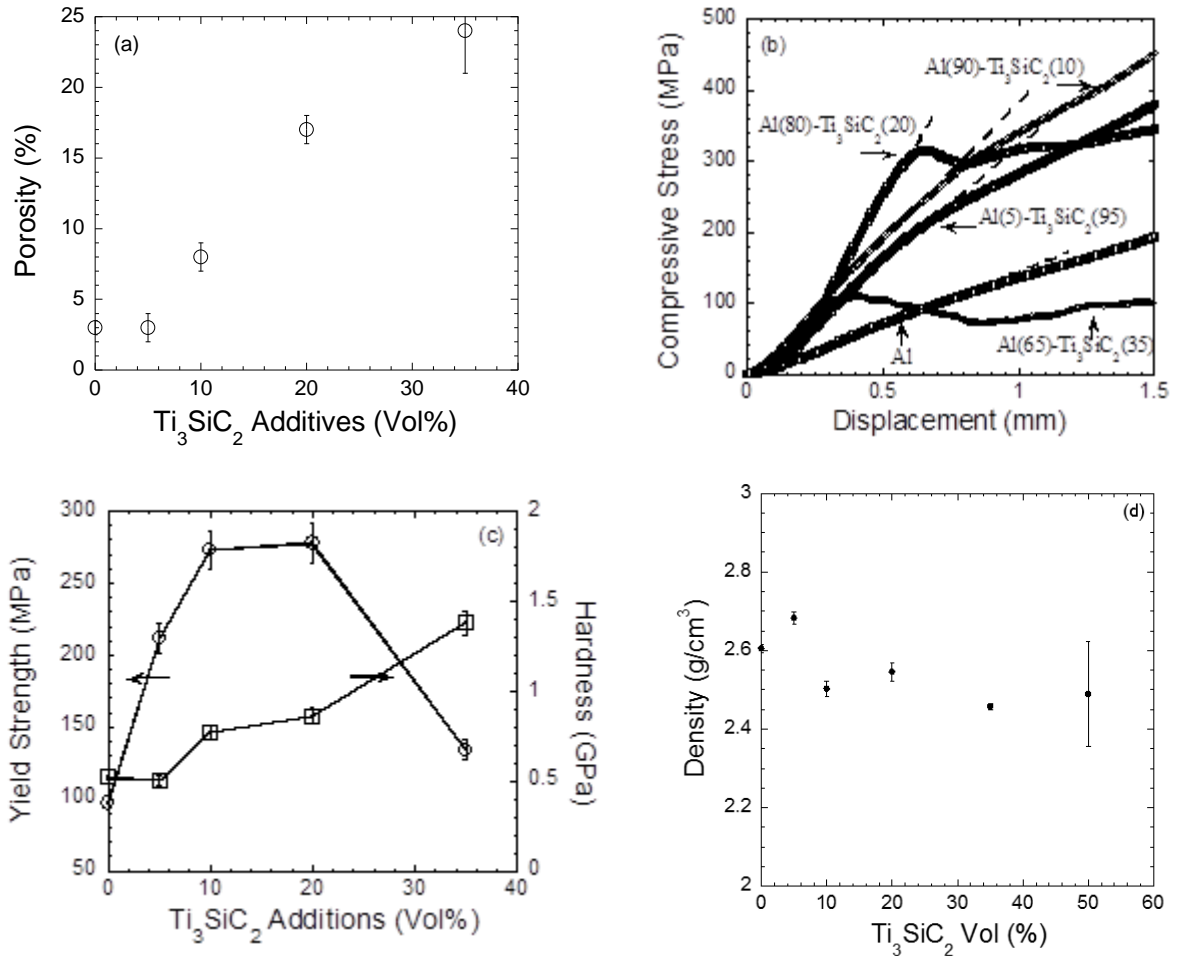 (a)
25
20
15
10
5
0
Porosity (%)
0 10 20 30 40
Ti3SiC2 Additives (Vol%)
(b)
500
400
300
200
100
0
Compressive Stress (MPa)
Al(90)-Ti3SiC2(10)
Al(80)-Ti3SiC2(20)
Al(5)-Ti3SiC2(95)
Al
Al(65)-Ti3SiC2(35)
0 0.5 1 1.5
Displacement (mm)
(c)
300
250
200
150
100
50
Yield Strength (MPa)
2
1.5
1
0.5
0
Hardness (GPa)
0 10 20 30 40
Ti3SiC2 Additions (Vol%)
(d)
3
2.8
2.6
2.4
2.2
2
Density (g/cm3)
0 10 20 30 40 50 60
Ti3SiC2 Vol (%)